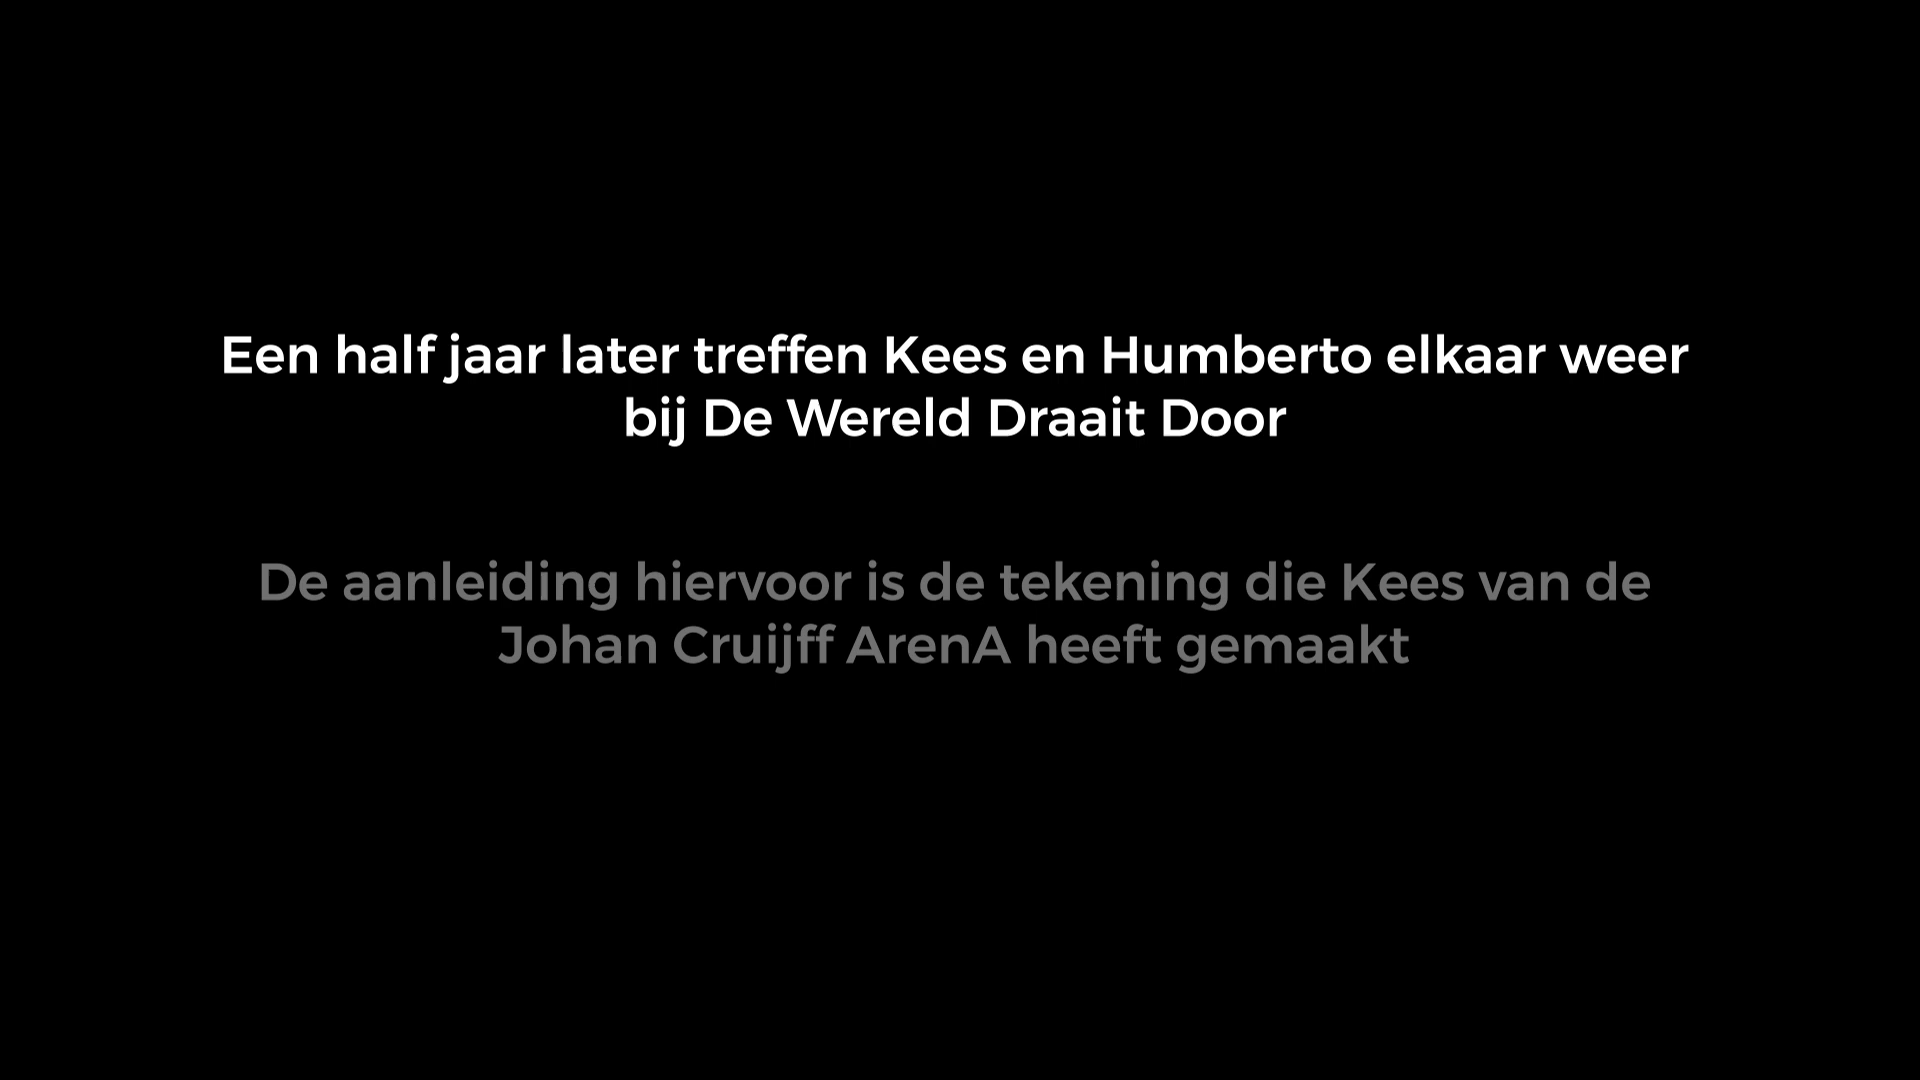 Een half jaar later treffen Kees en Humberto elkaar weer
bij De Wereld Draait Door
De aanleiding hiervoor is de tekening die Kees van de
Johan Cruijff ArenA heeft gemaakt